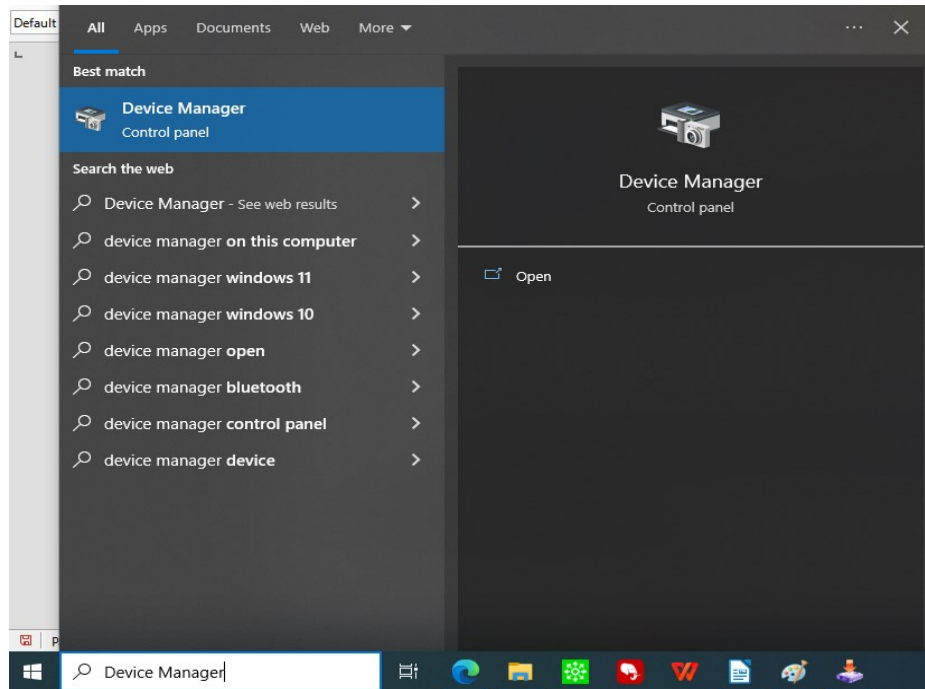 Default
All Apps Documents Web More
Best match
Device Manager
Control panel
Search the web
Device Manager - See web results
device manager on this computer
device manager windows 11
device manager windows 10
device manager open
device manager bluetooth
device manager control panel
device manager device
Device Manager
Control panel
Open
p
Device Manager